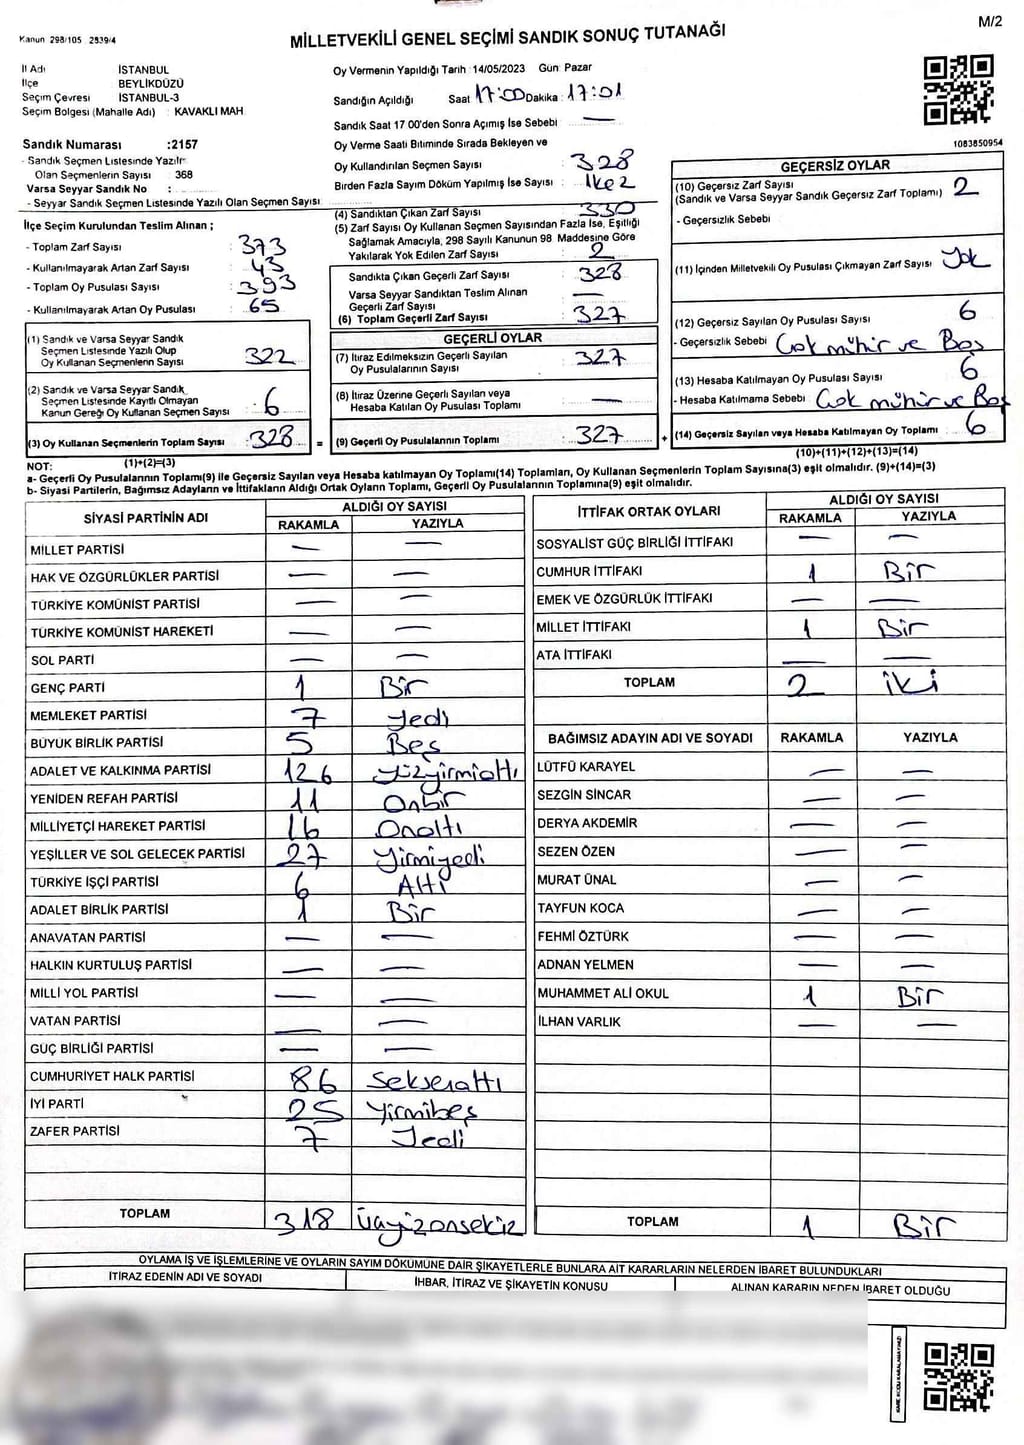 M/2
Kanun 298/105 2839/4
MİLLETVEKİLİ GENEL SEÇİMİ SANDIK SONUÇ TUTANAĞI
İl Adı İSTANBUL
İlçe BEYLİKDÜZÜ
Seçim Çevresi İSTANBUL-3
Seçim Bölgesi (Mahalle Adı) : KAVAKLI MAH
Sandık Numarası :2157
- Sandık Seçmen Listesinde Yazılı
Olan Seçmenlerin Sayısı : 368
Varsa Seyyar Sandık No :
- Seyyar Sandık Seçmen Listesinde Yazılı Olan Seçmen Sayısı
İlçe Seçim Kurulundan Teslim Alınan ;
- Toplam Zarf Sayısı : 373
- Kullanılmayarak Artan Zarf Sayısı : 43
- Toplam Oy Pusulası Sayısı : 393
- Kullanılmayarak Artan Oy Pusulası : 65
(1) Sandık ve Varsa Seyyar Sandık
Seçmen Listesinde Yazılı Olup
Oy Kullanan Seçmenlerin Sayısı : 322
(2) Sandık ve Varsa Seyyar Sandık
Seçmen Listesinde Kayıtlı Olmayan
Kanun Gereği Oy Kullanan Seçmen Sayısı : 6
(3) Oy Kullanan Seçmenlerin Toplam Sayısı : 328
Oy Vermenin Yapıldığı Tarih :14/05/2023 Gün: Pazar
Sandığın Açıldığı Saat 17:00 Dakika : 17:01
Sandık Saat 17 00'den Sonra Açımış İse Sebebi : —
Oy Verme Saati Bitiminde Sırada Bekleyen ve
Oy Kullandırılan Seçmen Sayısı : 328
Birden Fazla Sayım Döküm Yapılmış İse Sayısı :
(4) Sandıktan Çıkan Zarf Sayısı : 330
(5) Zarf Sayısı Oy Kullanan Seçmen Sayısından Fazla İse, Eşitliği
Sağlamak Amacıyla, 298 Sayılı Kanunun 98 Maddesine Göre
Yakılarak Yok Edilen Zarf Sayısı : 2
Sandıkta Çıkan Geçerli Zarf Sayısı : 328
Varsa Seyyar Sandıktan Teslim Alınan
Geçerli Zarf Sayısı : —
(6) Toplam Geçerli Zarf Sayısı : 327
GEÇERLİ OYLAR
(7) İtiraz Edilmeksizin Geçerli Sayılan
Oy Pusulalarının Sayısı : 327
(8) İtiraz Üzerine Geçerli Sayılan veya
Hesaba Katılan Oy Pusulası Toplamı : —
= (9) Geçerli Oy Pusulalarının Toplamı : 327
1083850954
GEÇERSİZ OYLAR
(10) Geçersiz Zarf Sayısı
(Sandık ve Varsa Seyyar Sandık Geçersiz Zarf Toplamı) : 2
- Geçersizlik Sebebi :
(11) İçinden Milletvekili Oy Pusulası Çıkmayan Zarf Sayısı : Yok
(12) Geçersiz Sayılan Oy Pusulası Sayısı : 6
- Geçersizlik Sebebi : Çok mühür ve Boş
(13) Hesaba Katılmayan Oy Pusulası Sayısı : 6
- Hesaba Katılmama Sebebi : Çok mühür ve Boş
+ (14) Geçersiz Sayılan veya Hesaba Katılmayan Oy Toplamı : 6
(10)+(11)+(12)+(13)=(14)
NOT: (1)+(2)=(3)
a- Geçerli Oy Pusulalarının Toplamı(9) ile Geçersiz Sayılan veya Hesaba katılmayan Oy Toplamı(14) Toplamları, Oy Kullanan Seçmenlerin Toplam Sayısına(3) eşit olmalıdır. (9)+(14)=(3)
b- Siyasi Partilerin, Bağımsız Adayların ve İttifakların Aldığı Ortak Oyların Toplamı, Geçerli Oy Pusulalarının Toplamına(9) eşit olmalıdır.
SİYASİ PARTİNİN ADI ALDIĞI OY SAYISI
RAKAMLA YAZIYLA
MİLLET PARTİSİ — —
HAK VE ÖZGÜRLÜKLER PARTİSİ — —
TÜRKİYE KOMÜNİST PARTİSİ — —
TÜRKİYE KOMÜNİST HAREKETİ — —
SOL PARTİ — —
GENÇ PARTİ 1 Bir
MEMLEKET PARTİSİ 7 Yedi
BÜYÜK BİRLİK PARTİSİ 5 Beş
ADALET VE KALKINMA PARTİSİ 126 Yüzyirmialtı
YENİDEN REFAH PARTİSİ 11 Onbir
MİLLİYETÇİ HAREKET PARTİSİ 16 Onaltı
YEŞİLLER VE SOL GELECEK PARTİSİ 27 Yirmiyedi
TÜRKİYE İŞÇİ PARTİSİ 6 Altı
ADALET BİRLİK PARTİSİ 1 Bir
ANAVATAN PARTİSİ — —
HALKIN KURTULUŞ PARTİSİ — —
MİLLİ YOL PARTİSİ — —
VATAN PARTİSİ — —
GÜÇ BİRLİĞİ PARTİSİ — —
CUMHURİYET HALK PARTİSİ 86 Seksenaltı
İYİ PARTİ 25 Yirmibeş
ZAFER PARTİSİ 7 Yedi
TOPLAM 318 Üçyüzonsekiz
İTTİFAK ORTAK OYLARI ALDIĞI OY SAYISI
RAKAMLA YAZIYLA
SOSYALİST GÜÇ BİRLİĞİ İTTİFAKI — —
CUMHUR İTTİFAKI 1 Bir
EMEK VE ÖZGÜRLÜK İTTİFAKI — —
MİLLET İTTİFAKI 1 Bir
ATA İTTİFAKI — —
TOPLAM 2 iki
BAĞIMSIZ ADAYIN ADI VE SOYADI RAKAMLA YAZIYLA
LÜTFÜ KARAYEL — —
SEZGİN SİNCAR — —
DERYA AKDEMİR — —
SEZEN ÖZEN — —
MURAT ÜNAL — —
TAYFUN KOCA — —
FEHMİ ÖZTÜRK — —
ADNAN YELMEN — —
MUHAMMET ALİ OKUL 1 Bir
İLHAN VARLIK — —
TOPLAM 1 Bir
OYLAMA İŞ VE İŞLEMLERİNE VE OYLARIN SAYIM DÖKÜMÜNE DAİR ŞİKAYETLERLE BUNLARA AİT KARARLARIN NELERDEN İBARET BULUNDUKLARI
İTİRAZ EDENİN ADI VE SOYADI İHBAR, İTİRAZ VE ŞİKAYETİN KONUSU ALINAN KARARIN NEDEN İBARET OLDUĞU